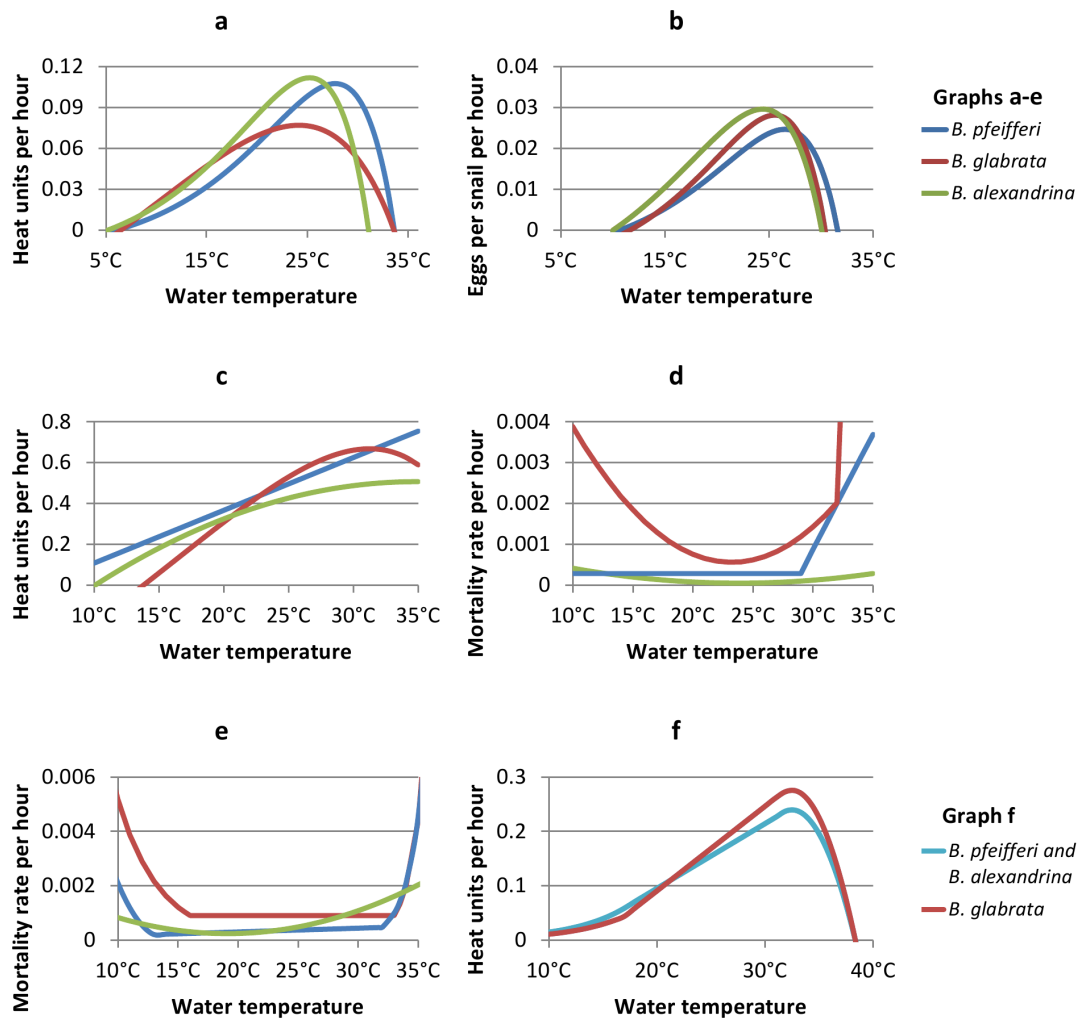 a
Heat units per hour
0.12
0.09
0.06
0.03
0
5°C 15°C 25°C 35°C
Water temperature
b
Eggs per snail per hour
0.04
0.03
0.02
0.01
0
5°C 15°C 25°C 35°C
Water temperature
Graphs a-e
B. pfeifferi
B. glabrata
B. alexandrina
c
Heat units per hour
0.8
0.6
0.4
0.2
0
10°C 15°C 20°C 25°C 30°C 35°C
Water temperature
d
Mortality rate per hour
0.004
0.003
0.002
0.001
0
10°C 15°C 20°C 25°C 30°C 35°C
Water temperature
e
Mortality rate per hour
0.006
0.004
0.002
0
10°C 15°C 20°C 25°C 30°C 35°C
Water temperature
f
Heat units per hour
0.3
0.2
0.1
0
10°C 20°C 30°C 40°C
Water temperature
Graph f
B. pfeifferi and
B. alexandrina
B. glabrata